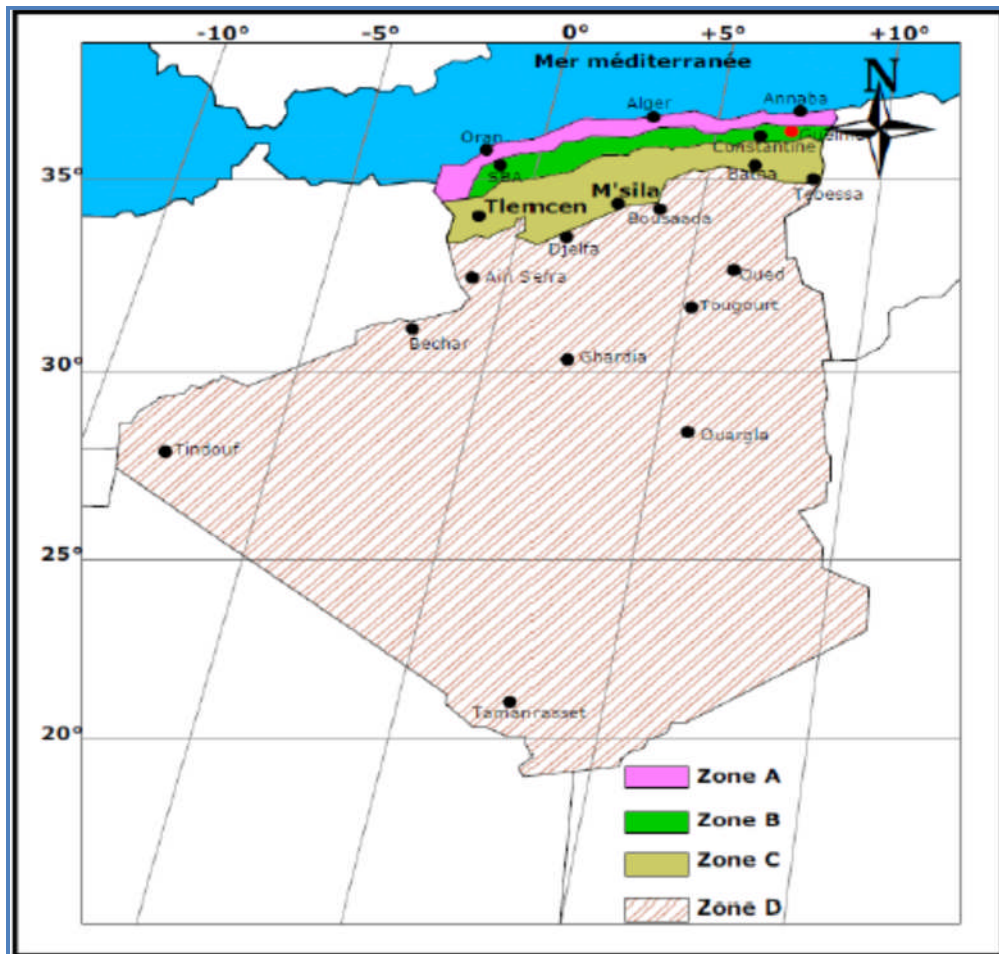 -10° -5° 0° +5° +10°
Mer méditerranée
N
Annaba
Alger
Oran
Guelma
Constantine
SBA
Batna
35°
M'sila
Tebessa
Tlemcen
Bousaada
Djelfa
Oued
Ain Sefra
Tougourt
Bechar
Ghardia
30°
Ouargla
Tindouf
25°
Tamanrasset
20°
Zone A
Zone B
Zone C
Zone D